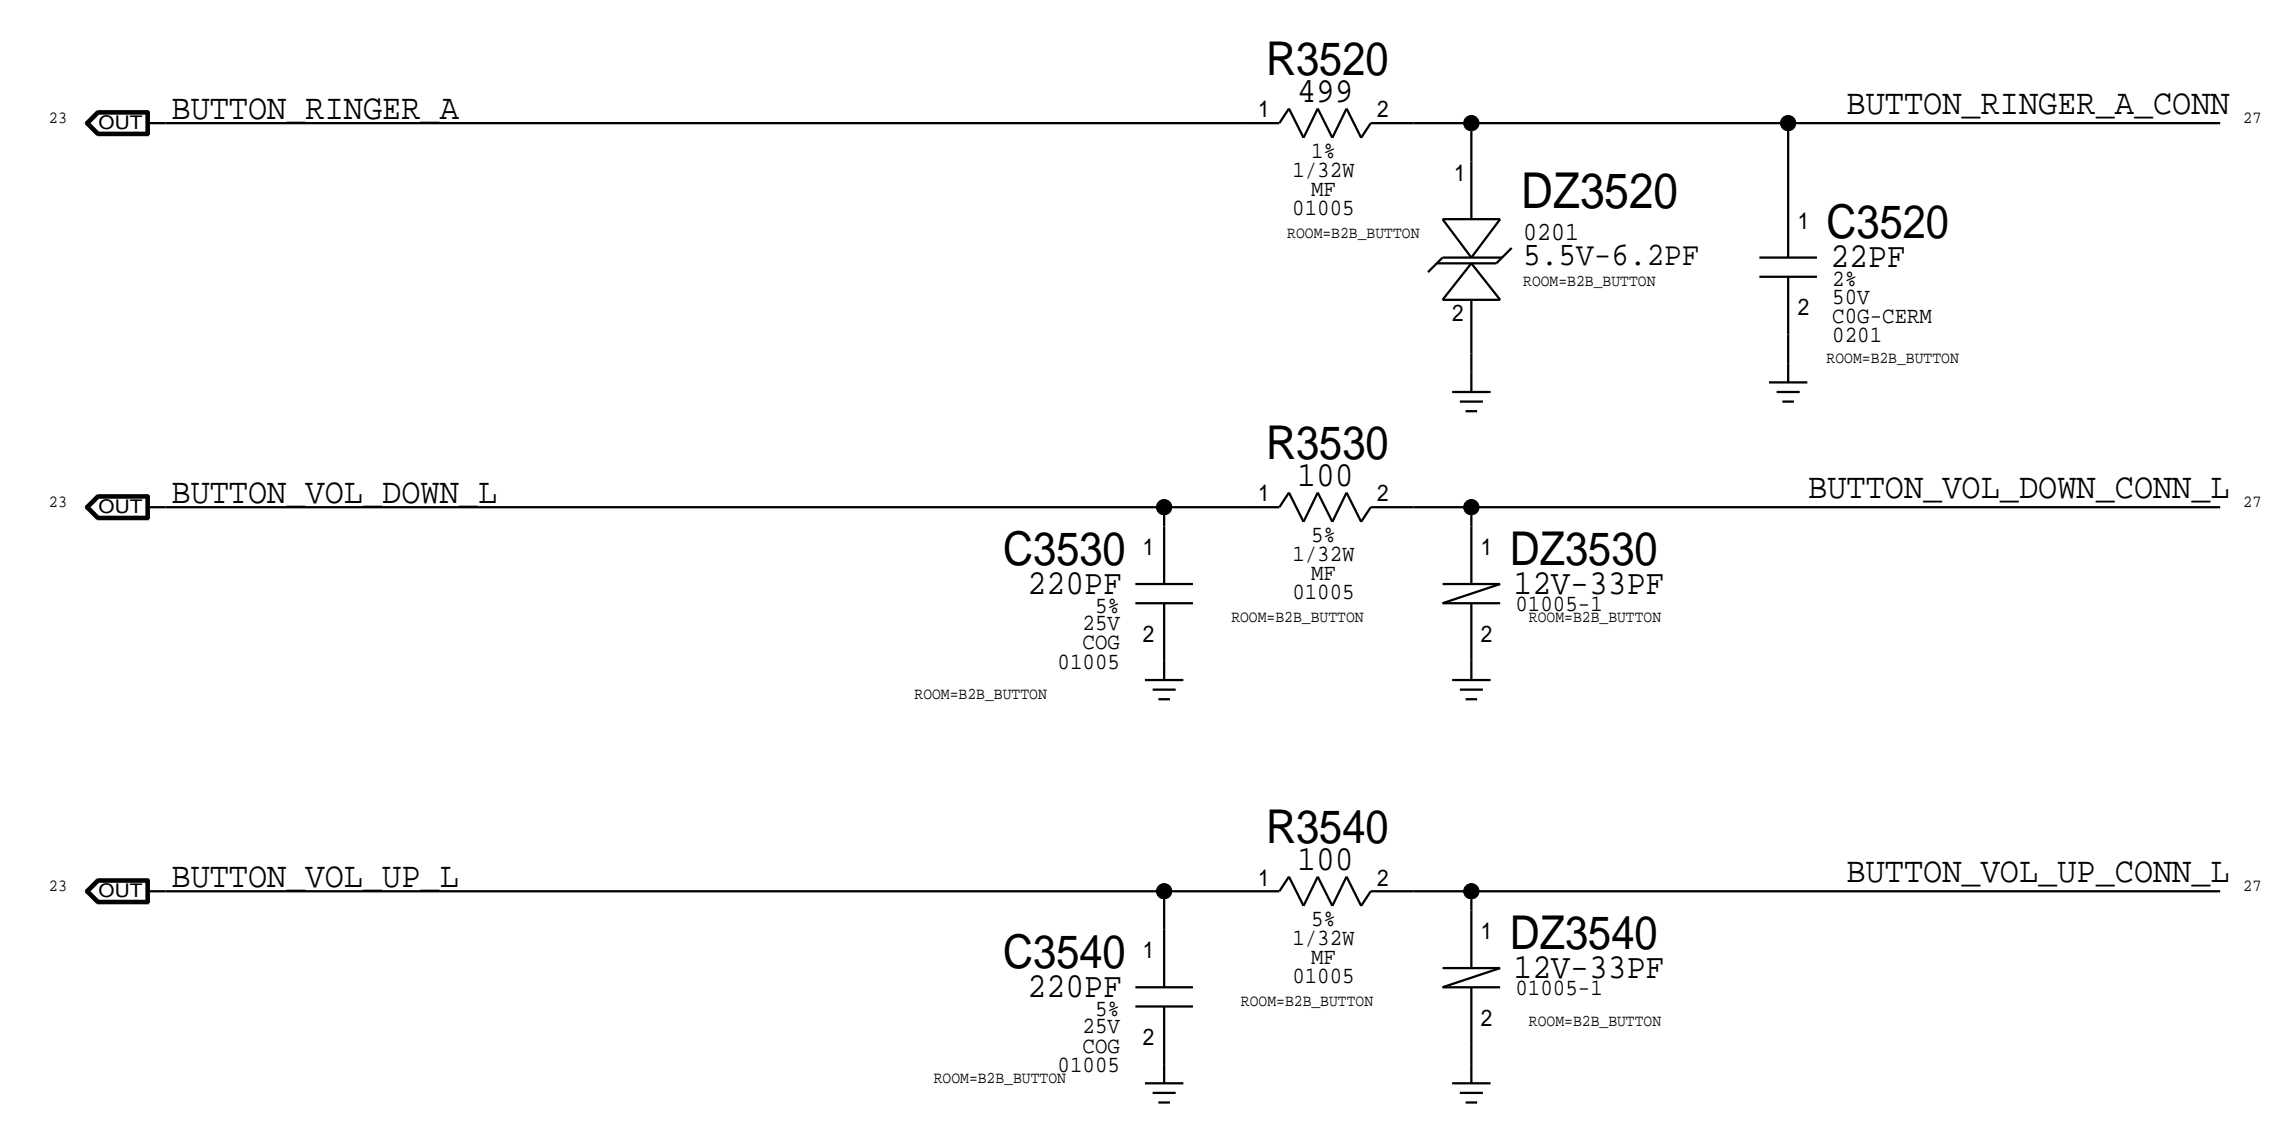 R3520
499
23 OUT BUTTON_RINGER_A 1 2 BUTTON_RINGER_A_CONN 27
1%
1/32W
MF
01005
ROOM=B2B_BUTTON
1
DZ3520
0201
5.5V-6.2PF
ROOM=B2B_BUTTON
2
1
C3520
22PF
2%
50V
C0G-CERM
0201
ROOM=B2B_BUTTON
2
R3530
100
23 OUT BUTTON_VOL_DOWN_L 1 2 BUTTON_VOL_DOWN_CONN_L 27
5%
1/32W
MF
01005
ROOM=B2B_BUTTON
C3530 1
220PF
5%
25V
COG
01005
2
ROOM=B2B_BUTTON
1 DZ3530
12V-33PF
01005-1
ROOM=B2B_BUTTON
2
R3540
100
23 OUT BUTTON_VOL_UP_L 1 2 BUTTON_VOL_UP_CONN_L 27
5%
1/32W
MF
01005
ROOM=B2B_BUTTON
C3540 1
220PF
5%
25V
COG
01005
2
ROOM=B2B_BUTTON
1 DZ3540
12V-33PF
01005-1
2
ROOM=B2B_BUTTON